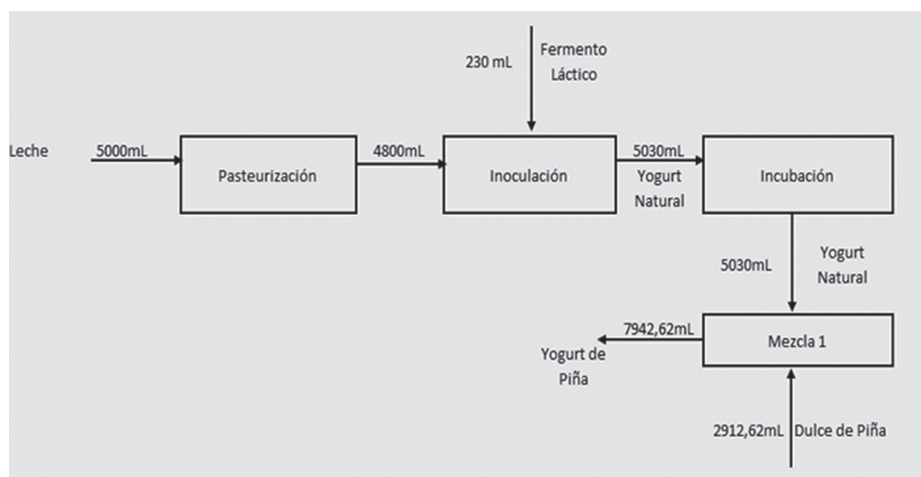 230 mL
Fermento
Láctico
Leche
5000mL
Pasteurización
4800mL
Inoculación
5030mL
Yogurt
Natural
Incubación
5030mL
Yogurt
Natural
7942,62mL
Yogurt de
Piña
Mezcla 1
2912,62mL
Dulce de Piña